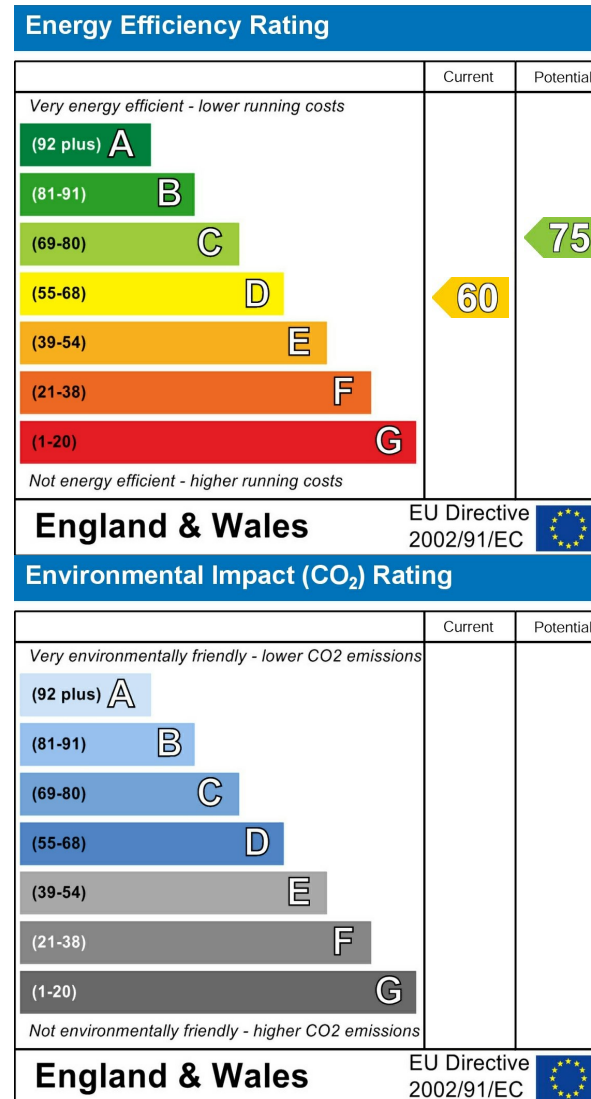 Energy Efficiency Rating
Current Potential
Very energy efficient - lower running costs
(92 plus) A
(81-91) B
(69-80) C
75
(55-68) D
60
(39-54) E
(21-38) F
(1-20) G
Not energy efficient - higher running costs
England & Wales
EU Directive
2002/91/EC
Environmental Impact (CO₂) Rating
Current Potential
Very environmentally friendly - lower CO2 emissions
(92 plus) A
(81-91) B
(69-80) C
(55-68) D
(39-54) E
(21-38) F
(1-20) G
Not environmentally friendly - higher CO2 emissions
England & Wales
EU Directive
2002/91/EC